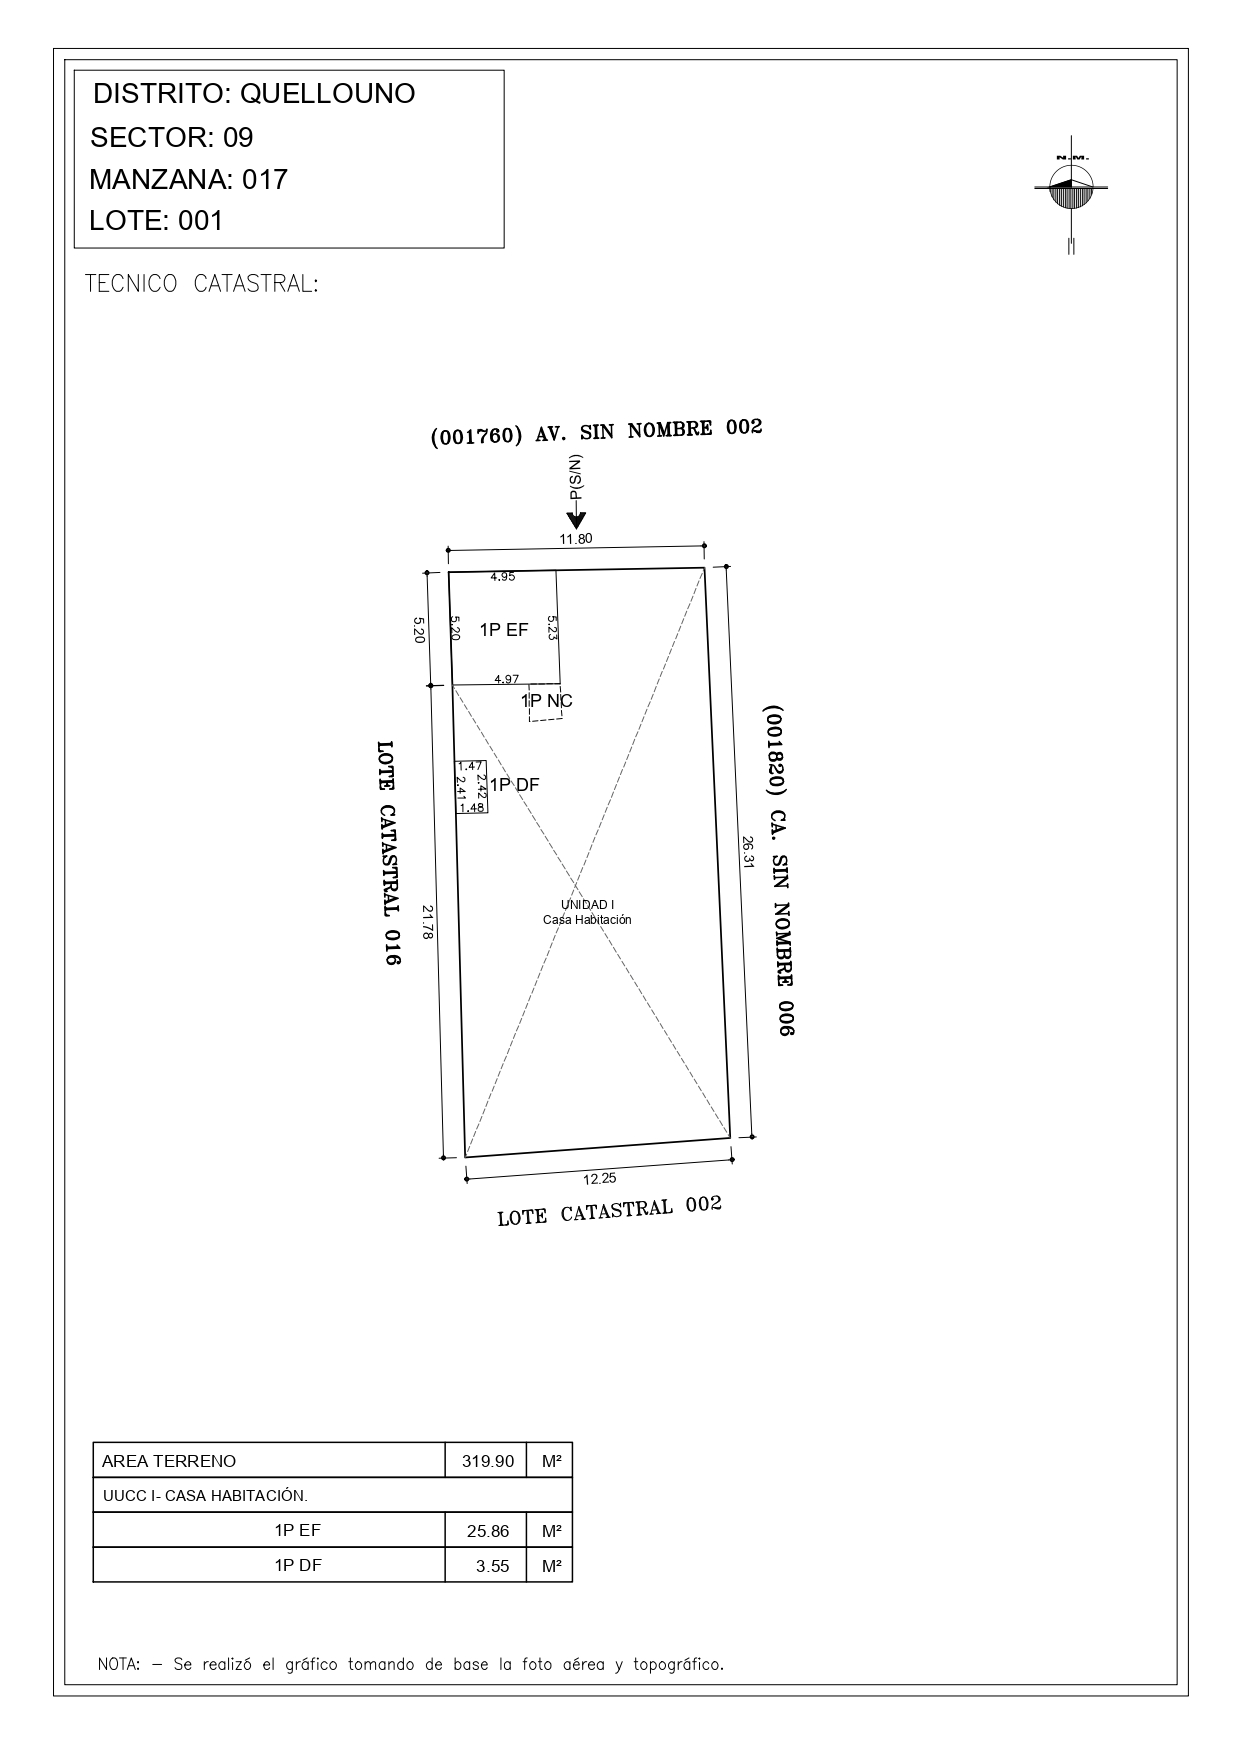 DISTRITO: QUELLOUNO
SECTOR: 09
MANZANA: 017
LOTE: 001
N.M.
TECNICO CATASTRAL:
(001760) AV. SIN NOMBRE 002
P(S/N)
11.80
4.95
5.20
5.20
1P EF
5.23
4.97
1P NC
1.47
2.41
2.42
1P DF
1.48
LOTE CATASTRAL 016
21.78
UNIDAD I
Casa Habitación
26.31
(001820) CA. SIN NOMBRE 006
12.25
LOTE CATASTRAL 002
AREA TERRENO 319.90 M²
UUCC I- CASA HABITACIÓN.
1P EF 25.86 M²
1P DF 3.55 M²
NOTA: - Se realizó el gráfico tomando de base la foto aérea y topográfico.